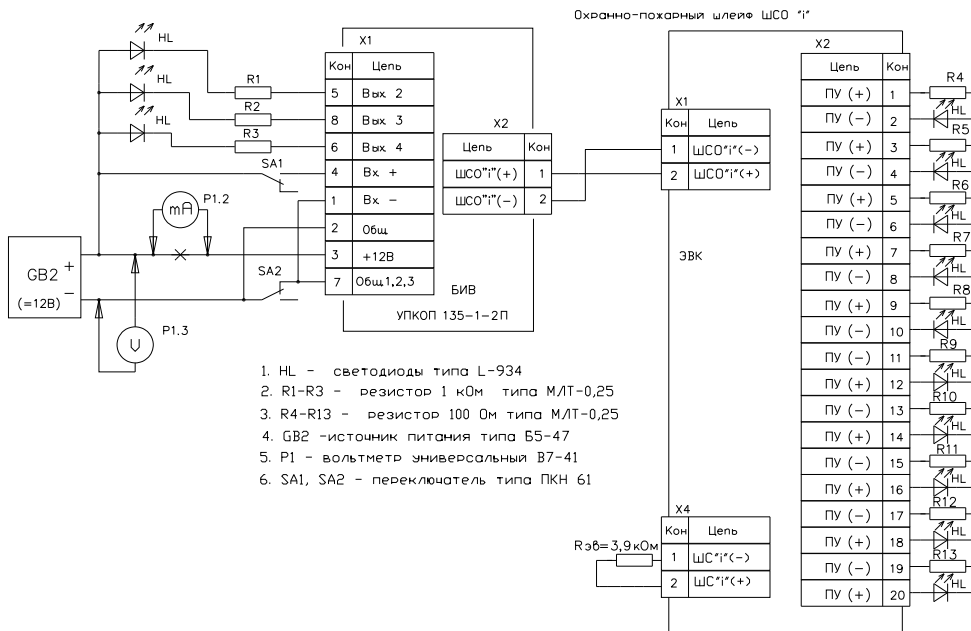 Охранно-пожарный шлейф ШСО "i"
HL
HL
HL
R1
R2
R3
SA1
mA
P1.2
GB2
+
−
(=12В)
SA2
U
P1.3
X1
Кон Цепь
5 Вых 2
8 Вых 3
6 Вых 4
4 Вх +
1 Вх -
2 Общ
3 +12В
7 Общ1,2,3
X2
Цепь Кон
ШСО"i"(+) 1
ШСО"i"(-) 2
БИВ
УПКОП 135-1-2П
X1
Кон Цепь
1 ШСО"i"(-)
2 ШСО"i"(+)
ЭВК
X4
Кон Цепь
1 ШС"i"(-)
2 ШС"i"(+)
Rэв=3,9кОм
X2
Цепь Кон
ПУ (+) 1 R4
ПУ (-) 2 HL
ПУ (+) 3 R5
ПУ (-) 4 HL
ПУ (+) 5 R6
ПУ (-) 6 HL
ПУ (+) 7 R7
ПУ (-) 8 HL
ПУ (+) 9 R8
ПУ (-) 10 HL
ПУ (-) 11 R9
ПУ (+) 12 HL
ПУ (-) 13 R10
ПУ (+) 14 HL
ПУ (-) 15 R11
ПУ (+) 16 HL
ПУ (-) 17 R12
ПУ (+) 18 HL
ПУ (-) 19 R13
ПУ (+) 20 HL
1. HL - светодиоды типа L-934
2. R1-R3 - резистор 1 кОм типа МЛТ-0,25
3. R4-R13 - резистор 100 Ом типа МЛТ-0,25
4. GB2 -источник питания типа Б5-47
5. P1 - вольтметр универсальный В7-41
6. SA1, SA2 - переключатель типа ПКН 61